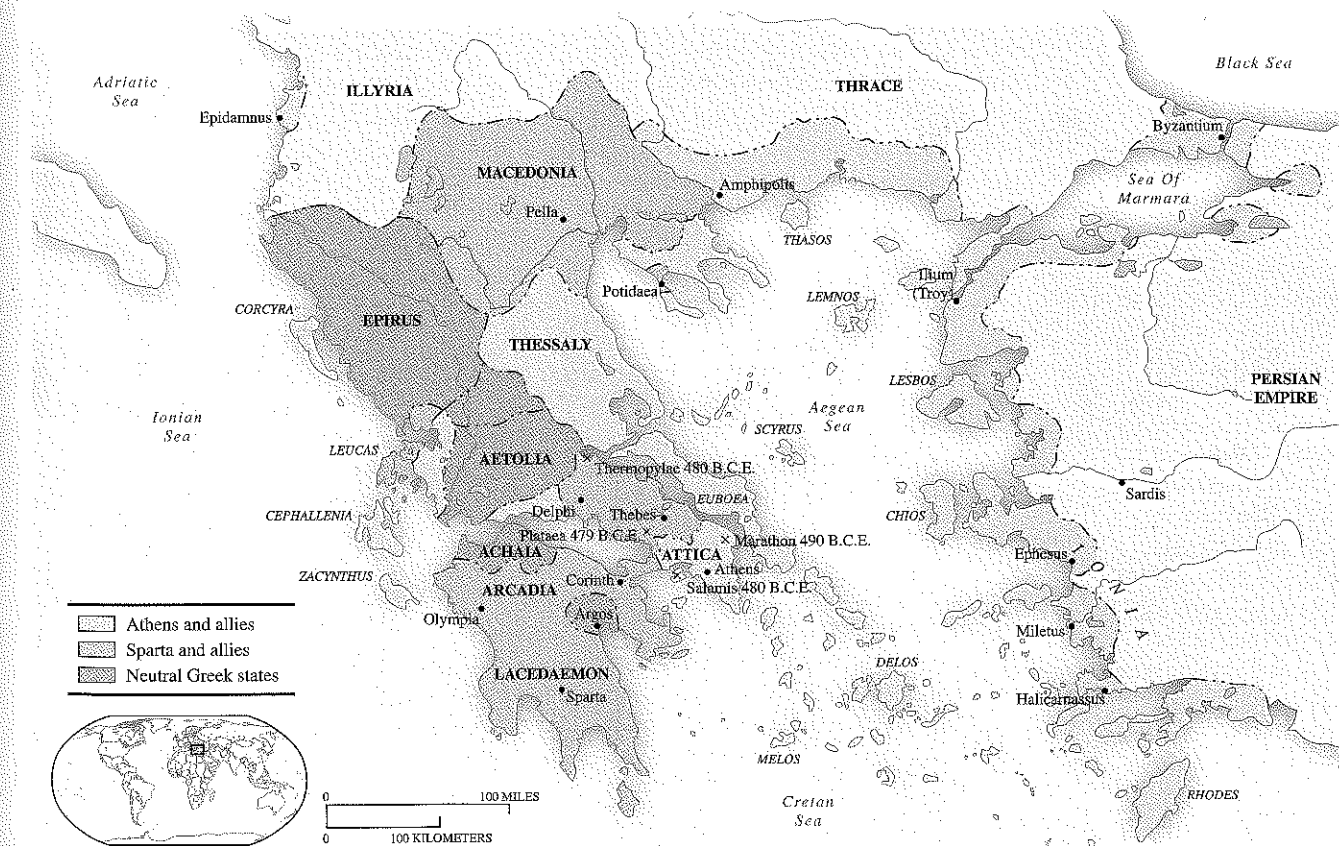 Adriatic
Sea
ILLYRIA
THRACE
Black Sea
Epidamnus
Byzantium
MACEDONIA
Amphipolis
Sea Of
Marmara
Pella
THASOS
Ilium
(Troy)
Potidaea
LEMNOS
CORCYRA
EPIRUS
THESSALY
LESBOS
PERSIAN
EMPIRE
Ionian
Sea
Aegean
Sea
SCYRUS
LEUCAS
AETOLIA
Thermopylae 480 B.C.E.
EUBOEA
Sardis
CEPHALLENIA
Delphi
Thebes
CHIOS
Plataea 479 B.C.E.
Marathon 490 B.C.E.
ACHAIA
ATTICA
Ephesus
IONIA
ZACYNTHUS
ARCADIA
Corinth
Athens
Salamis 480 B.C.E.
Olympia
Argos
Miletus
Athens and allies
Sparta and allies
Neutral Greek states
LACEDAEMON
Sparta
DELOS
Halicarnassus
MELOS
0 100 MILES
0 100 KILOMETERS
Cretan
Sea
RHODES